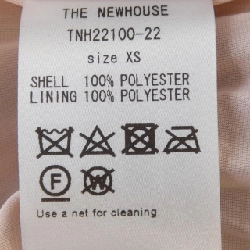 THE NEWHOUSE
TNH22100-22
size XS
SHELL 100% POLYESTER
LINING 100% POLYESTER
F W
Use a net for cleaning